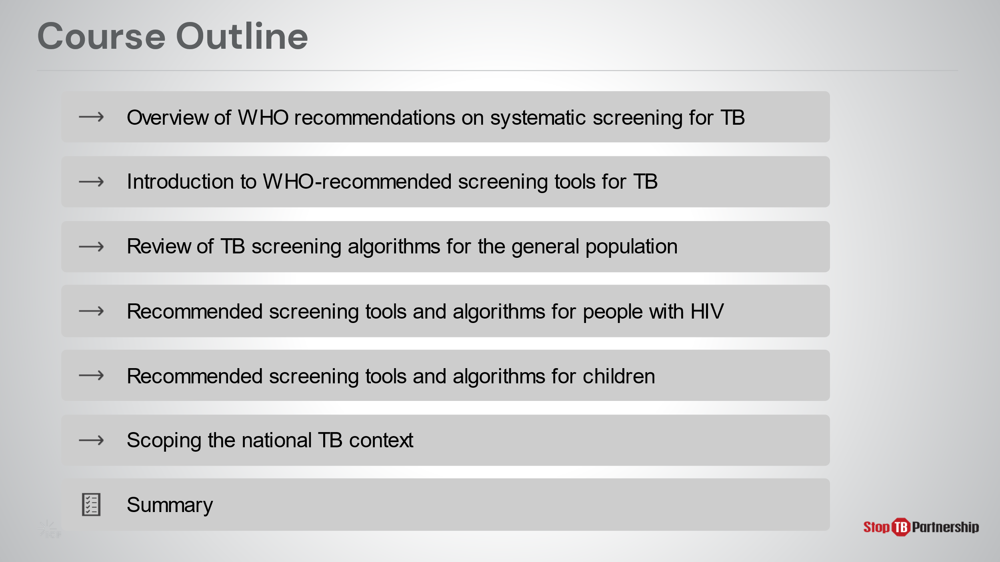 Course Outline
Overview of WHO recommendations on systematic screening for TB
Introduction to WHO-recommended screening tools for TB
Review of TB screening algorithms for the general population
Recommended screening tools and algorithms for people with HIV
Recommended screening tools and algorithms for children
Scoping the national TB context
Summary
ICF
Stop TB Partnership